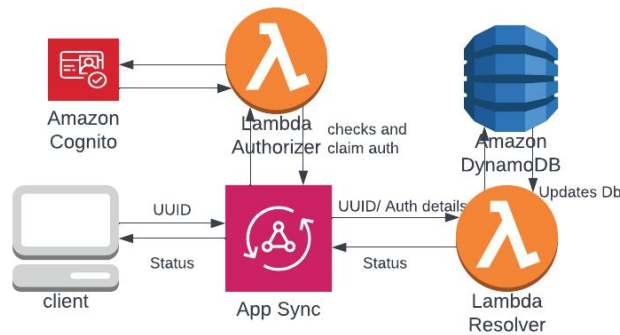 Amazon
Cognito
Lambda
Authorizer
checks and
claim auth
Amazon
DynamoDB
Updates Db
UUID
UUID/ Auth details
Status
Status
client
App Sync
Lambda
Resolver